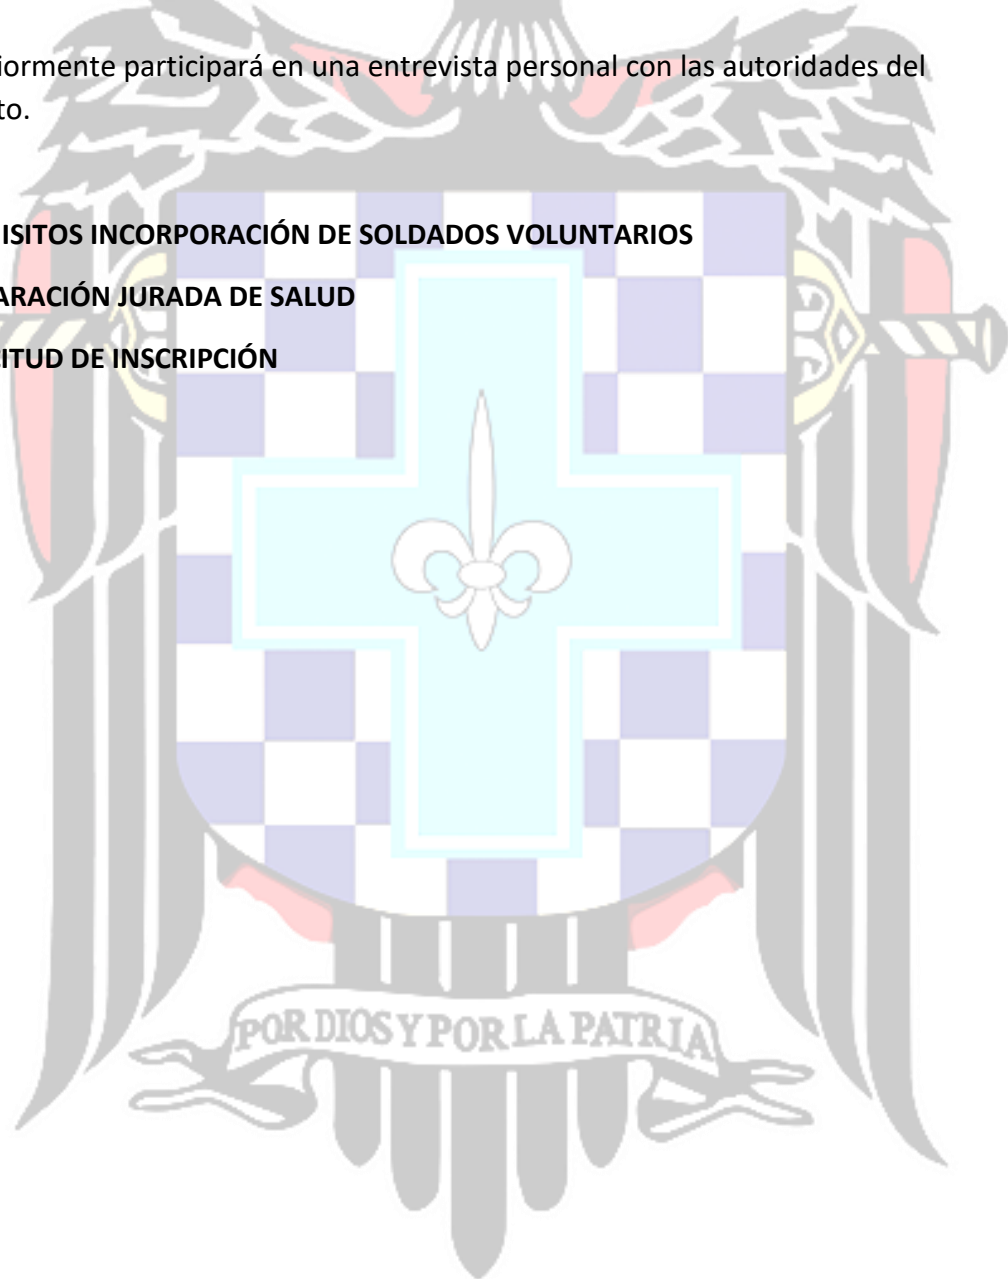 iormente participará en una entrevista personal con las autoridades del
to.
ISITOS INCORPORACIÓN DE SOLDADOS VOLUNTARIOS
ARACIÓN JURADA DE SALUD
ITUD DE INSCRIPCIÓN
POR DIOS Y POR LA PATRIA